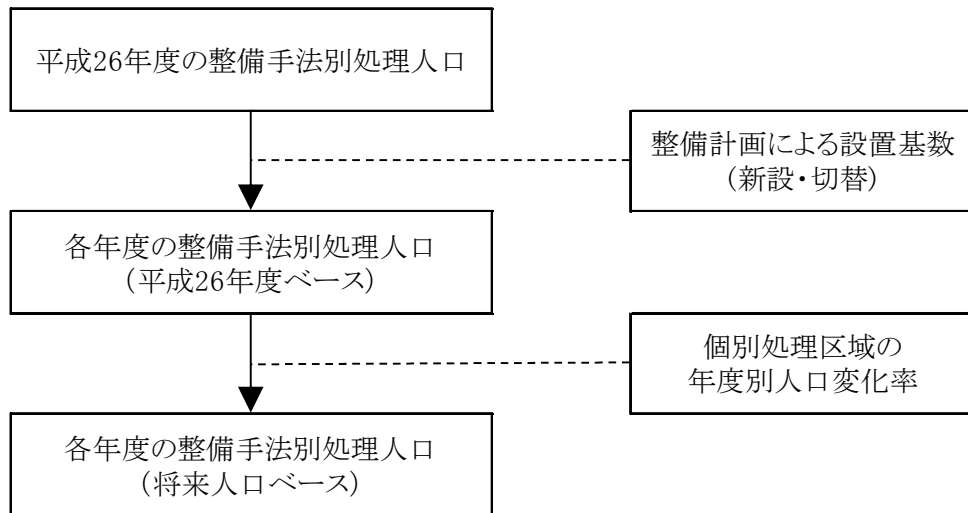 平成26年度の整備手法別処理人口
整備計画による設置基数
（新設・切替）
各年度の整備手法別処理人口
（平成26年度ベース）
個別処理区域の
年度別人口変化率
各年度の整備手法別処理人口
（将来人口ベース）